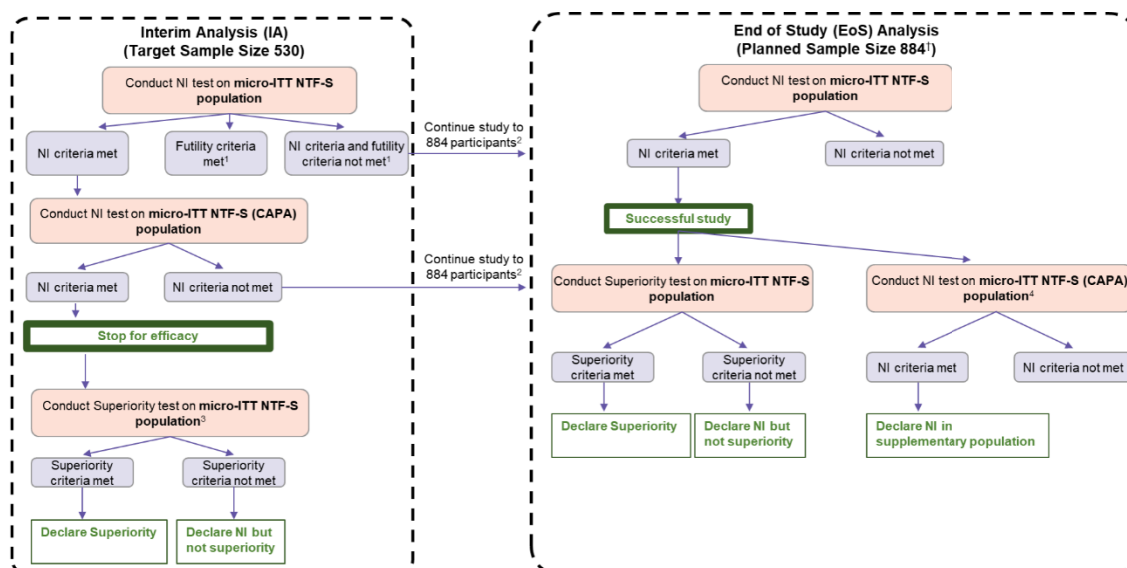 Interim Analysis (IA)
(Target Sample Size 530)
Conduct NI test on micro-ITT NTF-S
population
NI criteria met
Futility criteria
met¹
NI criteria and futility
criteria not met¹
Continue study to
884 participants²
Conduct NI test on micro-ITT NTF-S (CAPA)
population
NI criteria met
NI criteria not met
Continue study to
884 participants²
Stop for efficacy
Conduct Superiority test on micro-ITT NTF-S
population³
Superiority
criteria met
Superiority
criteria not met
Declare Superiority
Declare NI but
not superiority
End of Study (EoS) Analysis
(Planned Sample Size 884†)
Conduct NI test on micro-ITT NTF-S
population
NI criteria met
NI criteria not met
Successful study
Conduct Superiority test on micro-ITT NTF-S
population
Conduct NI test on micro-ITT NTF-S (CAPA)
population⁴
Superiority
criteria met
Superiority
criteria not met
NI criteria met
NI criteria not met
Declare Superiority
Declare NI but
not superiority
Declare NI in
supplementary population